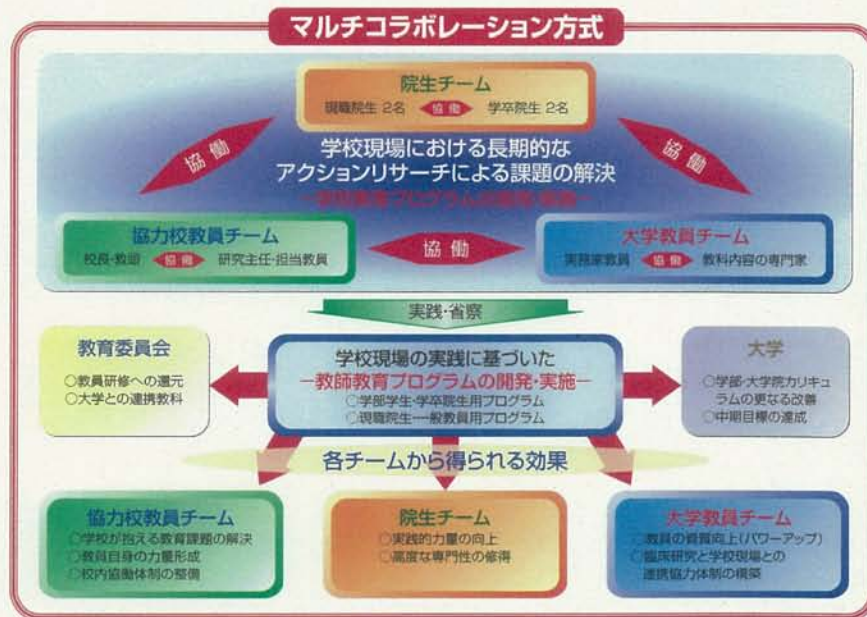 マルチコラボレーション方式
院生チーム
現職院生 2名 協働 学卒院生 2名
協働
協働
学校現場における長期的な
アクションリサーチによる課題の解決
ー学校教育プログラムの開発・実施ー
協力校教員チーム
校長・教頭 協働 研究主任・担当教員
協働
大学教員チーム
実務家教員 協働 教科内容の専門家
実践・省察
教育委員会
○教員研修への還元
○大学との連携教科
学校現場の実践に基づいた
ー教師教育プログラムの開発・実施ー
○学部学生・学卒院生用プログラム
○現職院生・一般教員用プログラム
大学
○学部・大学院カリキュ
ラムの更なる改善
○中期目標の達成
各チームから得られる効果
協力校教員チーム
○学校が抱える教育課題の解決
○教員自身の力量形成
○校内協働体制の整備
院生チーム
○実践的力量の向上
○高度な専門性の修得
大学教員チーム
○教員の資質向上(パワーアップ)
○臨床研究と学校現場との
連携協力体制の構築